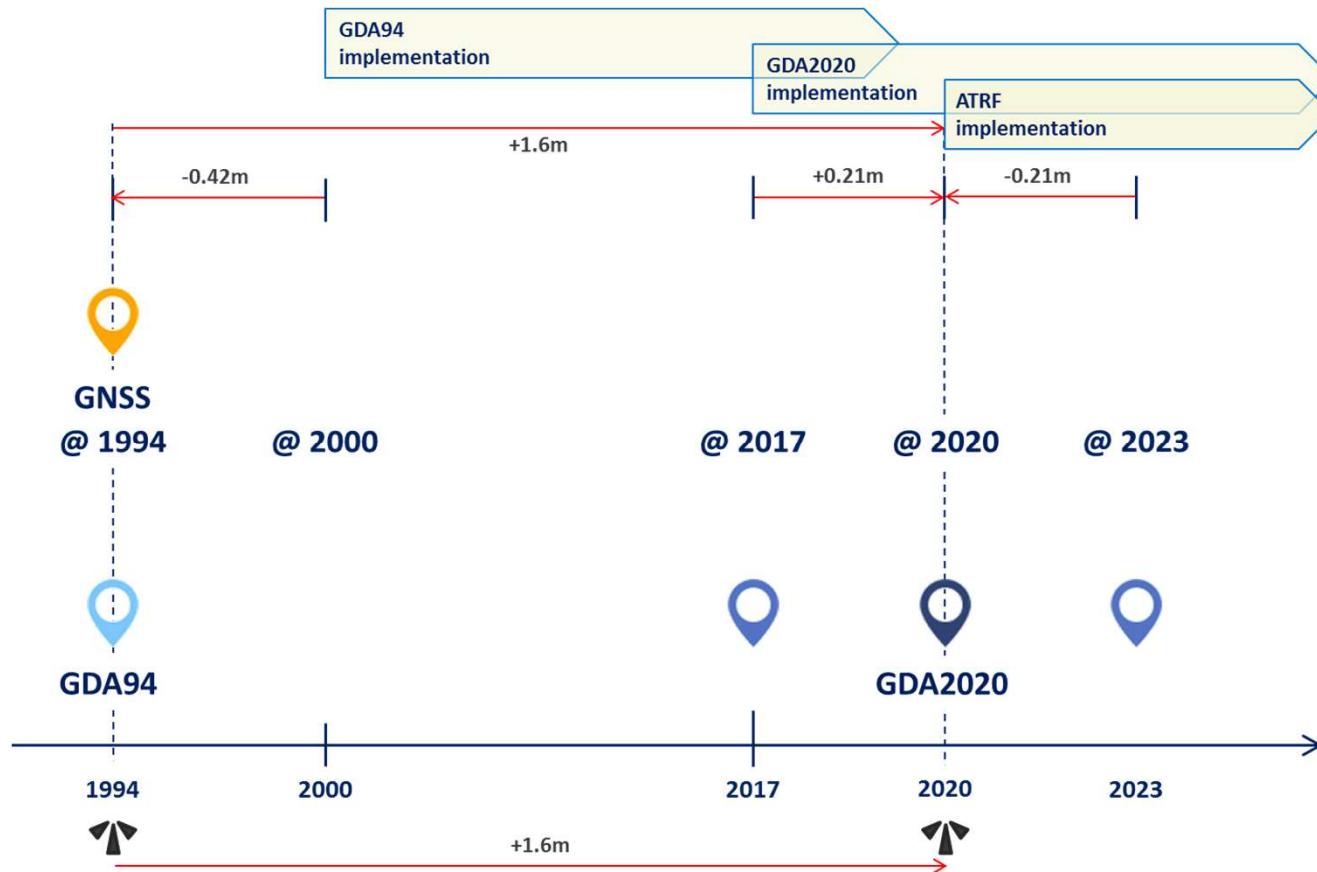 GDA94
implementation
GDA2020
implementation
ATRF
implementation
+1.6m
-0.42m
+0.21m
-0.21m
GNSS
@ 1994
@ 2000
@ 2017
@ 2020
@ 2023
GDA94
GDA2020
1994
2000
2017
2020
2023
+1.6m